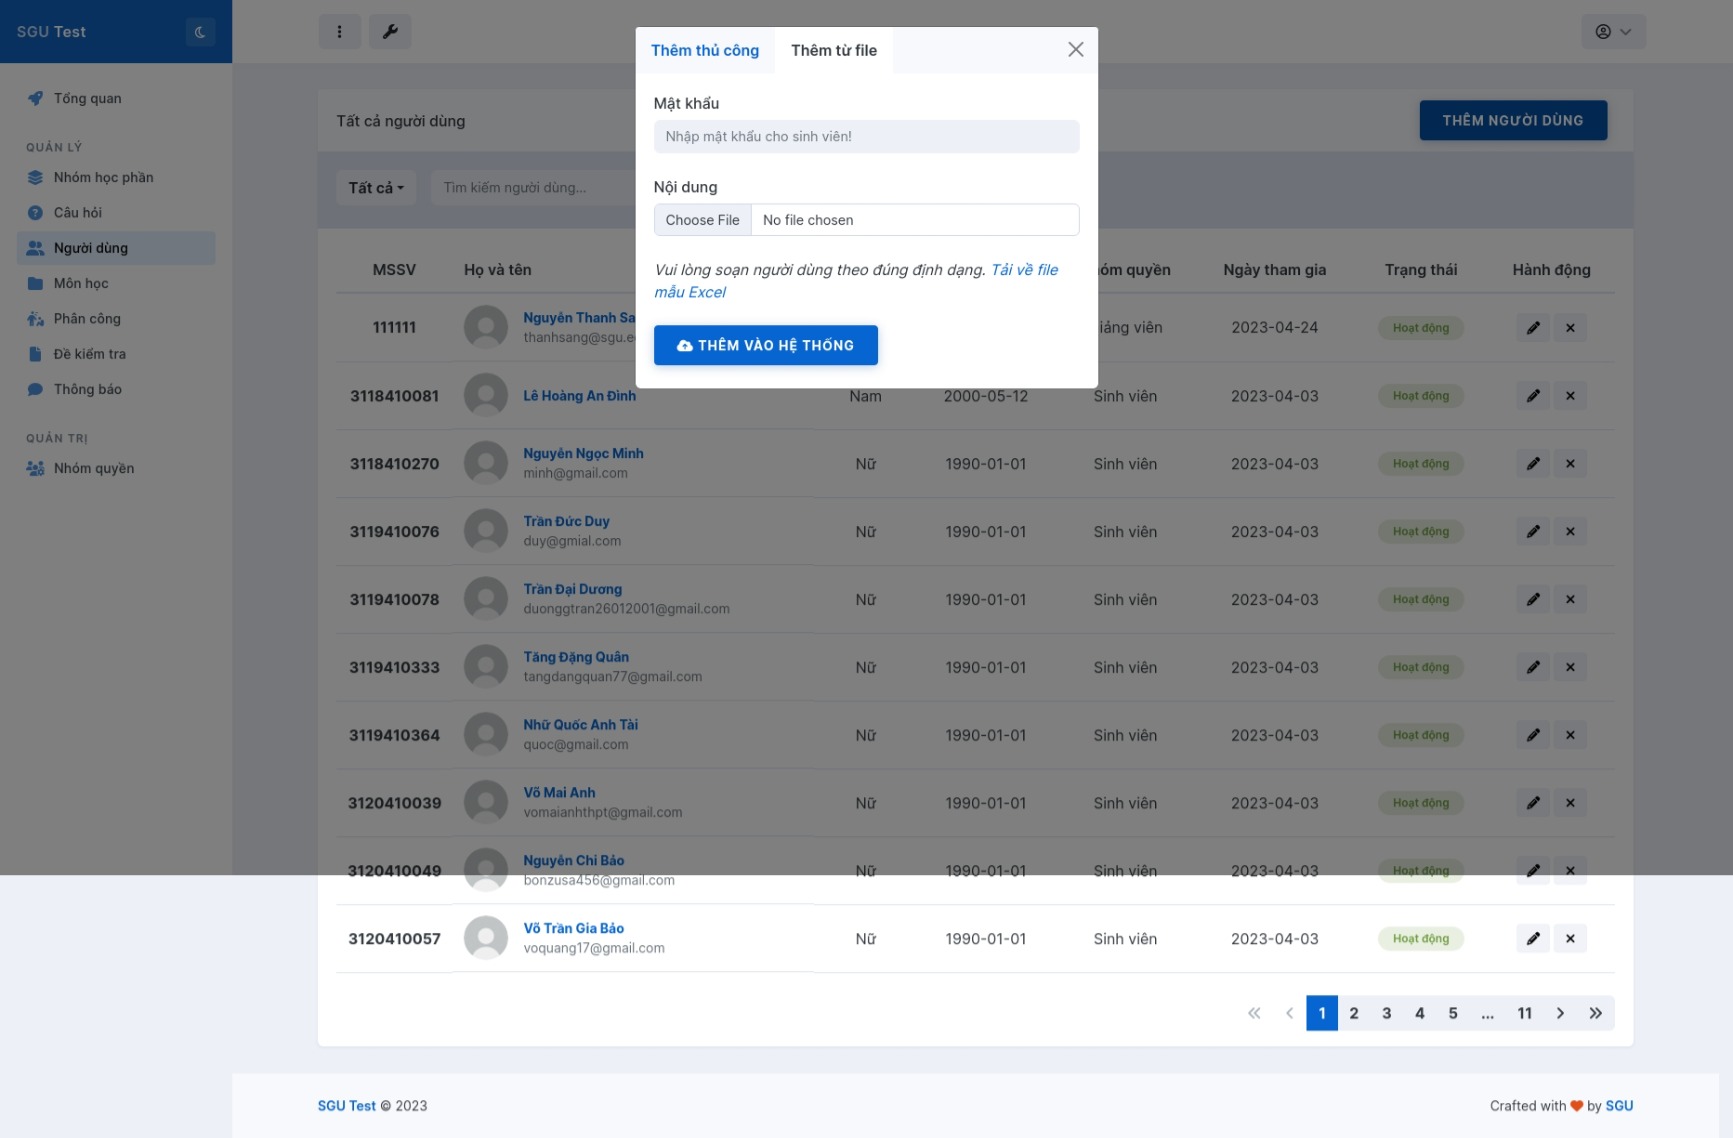 SGU Test
Tổng quan
QUẢN LÝ
Nhóm học phần
Câu hỏi
Người dùng
Môn học
Phân công
Đề kiểm tra
Thông báo
QUẢN TRỊ
Nhóm quyền
Tất cả người dùng
THÊM NGƯỜI DÙNG
Tất cả
Tìm kiếm người dùng...
Thêm thủ công
Thêm từ file
Mật khẩu
Nhập mật khẩu cho sinh viên!
Nội dung
Choose File No file chosen
Vui lòng soạn người dùng theo đúng định dạng. Tải về file
mẫu Excel
THÊM VÀO HỆ THỐNG
MSSV Họ và tên quyền Ngày tham gia Trạng thái Hành động
111111 Nguyễn Thanh viên 2023-04-24 Hoạt động
3118410081 Lê Hoàng An Đình Nam 2000-05-12 Sinh viên 2023-04-03 Hoạt động
3118410270 Nguyễn Ngọc Minh Nữ 1990-01-01 Sinh viên 2023-04-03 Hoạt động
minh@gmail.com
3119410076 Trần Đức Duy Nữ 1990-01-01 Sinh viên 2023-04-03 Hoạt động
duy@gmial.com
3119410078 Trần Đại Dương Nữ 1990-01-01 Sinh viên 2023-04-03 Hoạt động
duonggtran26012001@gmail.com
3119410333 Tăng Đặng Quân Nữ 1990-01-01 Sinh viên 2023-04-03 Hoạt động
tangdangquan77@gmail.com
3119410364 Nhữ Quốc Anh Tài Nữ 1990-01-01 Sinh viên 2023-04-03 Hoạt động
quoc@gmail.com
3120410039 Võ Mai Anh Nữ 1990-01-01 Sinh viên 2023-04-03 Hoạt động
vomaianhthpt@gmail.com
3120410049 Nguyễn Chi Bảo Nữ 1990-01-01 Sinh viên 2023-04-03 Hoạt động
bonzusa456@gmail.com
3120410057 Võ Trần Gia Bảo Nữ 1990-01-01 Sinh viên 2023-04-03 Hoạt động
voquang17@gmail.com
« ‹ 1 2 3 4 5 ... 11 › »
SGU Test © 2023
Crafted with ❤ by SGU